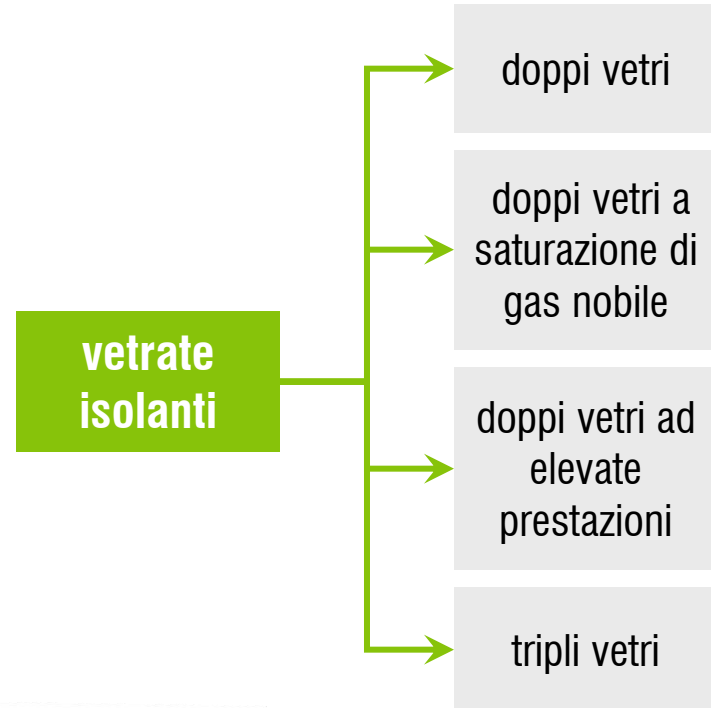 vetrate
isolanti
doppi vetri
doppi vetri a
saturazione di
gas nobile
doppi vetri ad
elevate
prestazioni
tripli vetri